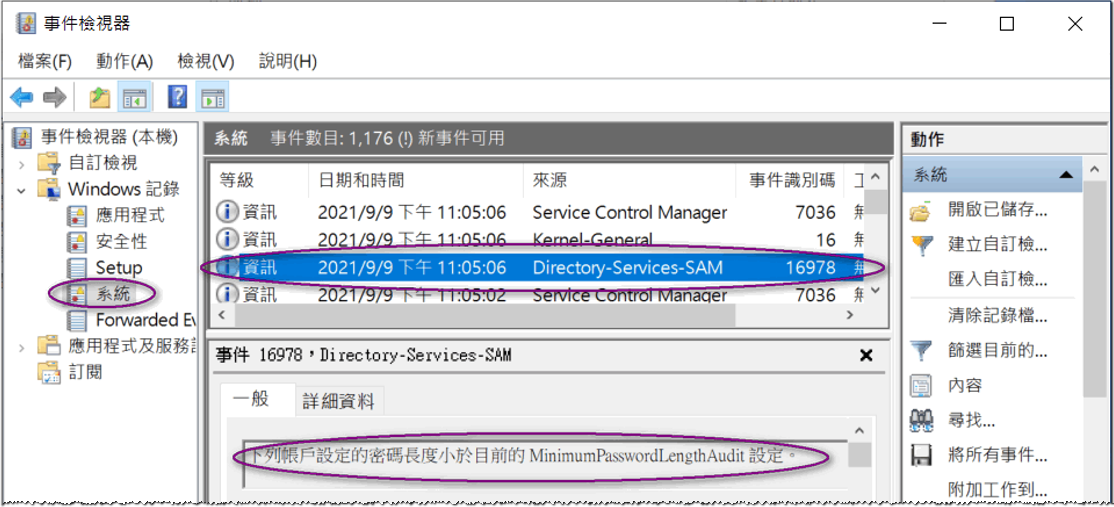 事件檢視器
檔案(F) 動作(A) 檢視(V) 說明(H)
事件檢視器 (本機)
自訂檢視
Windows 記錄
應用程式
安全性
Setup
系統
Forwarded Ev
應用程式及服務
訂閱
系統 事件數目: 1,176 (!) 新事件可用
等級 日期和時間 來源 事件識別碼
資訊 2021/9/9 下午 11:05:06 Service Control Manager 7036
資訊 2021/9/9 下午 11:05:06 Kernel-General 16
資訊 2021/9/9 下午 11:05:06 Directory-Services-SAM 16978
資訊 2021/9/9 下午 11:05:02 Service Control Manager 7036
事件 16978，Directory-Services-SAM
一般 詳細資料
下列帳戶設定的密碼長度小於目前的 MinimumPasswordLengthAudit 設定。
動作
系統
開啟已儲存...
建立自訂檢...
匯入自訂檢...
清除記錄檔...
篩選目前的...
內容
尋找...
將所有事件...
附加工作到...